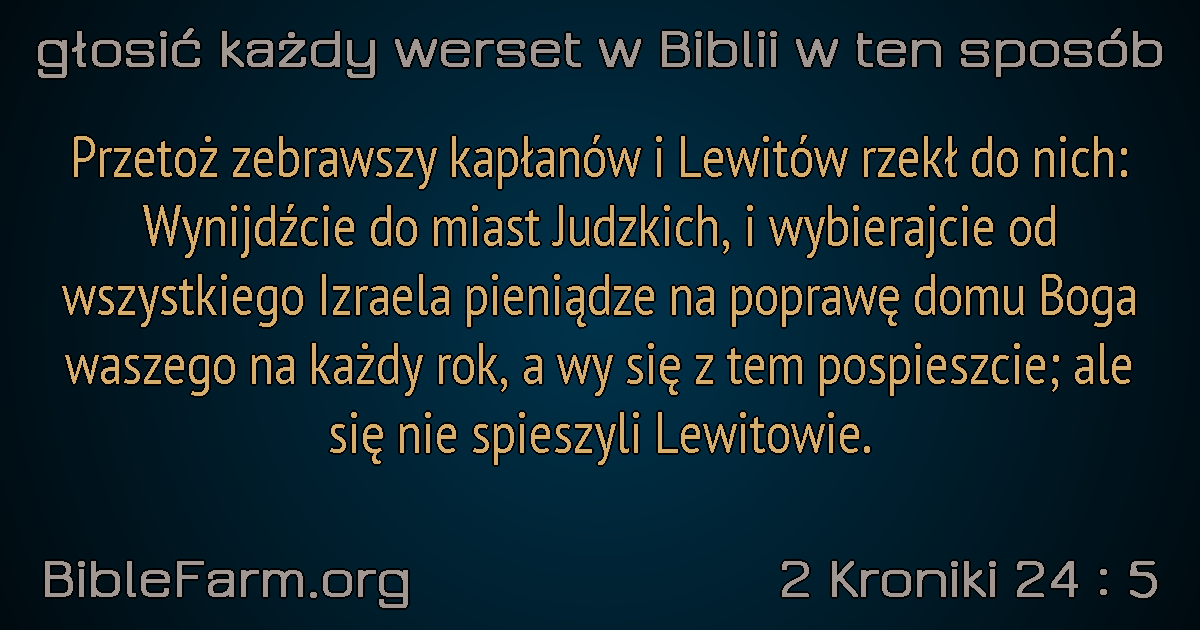 głosić każdy werset w Biblii w ten sposób
Przetoż zebrawszy kapłanów i Lewitów rzekł do nich:
Wynijdźcie do miast Judzkich, i wybierajcie od
wszystkiego Izraela pieniądze na poprawę domu Boga
waszego na każdy rok, a wy się z tem pospieszcie; ale
się nie spieszyli Lewitowie.
BibleFarm.org
2 Kroniki 24 : 5